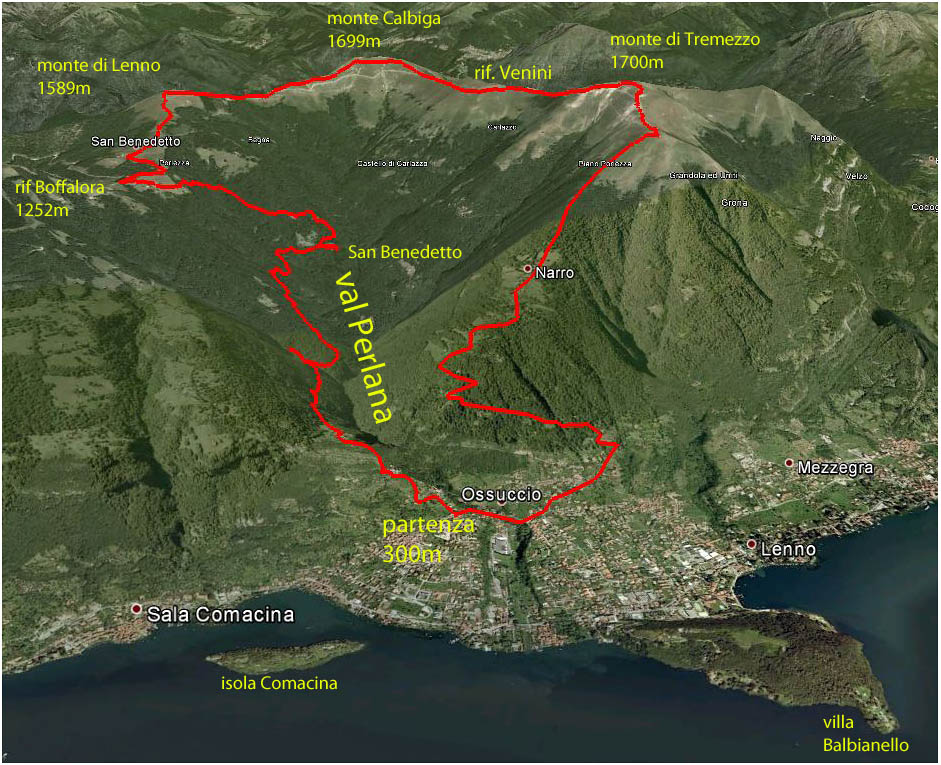 monte Calbiga
1699m
monte di Tremezzo
1700m
monte di Lenno
1589m
rif. Venini
San Benedetto
Porlezza
Carlazzo
Castello di Carlazzo
Piano Porlezza
Grandola ed Uniti
Naggio
Velzo
Grona
rif Boffalora
1252m
San Benedetto
Narro
val Perlana
Mezzegra
Ossuccio
partenza
300m
Lenno
Sala Comacina
isola Comacina
villa
Balbianello